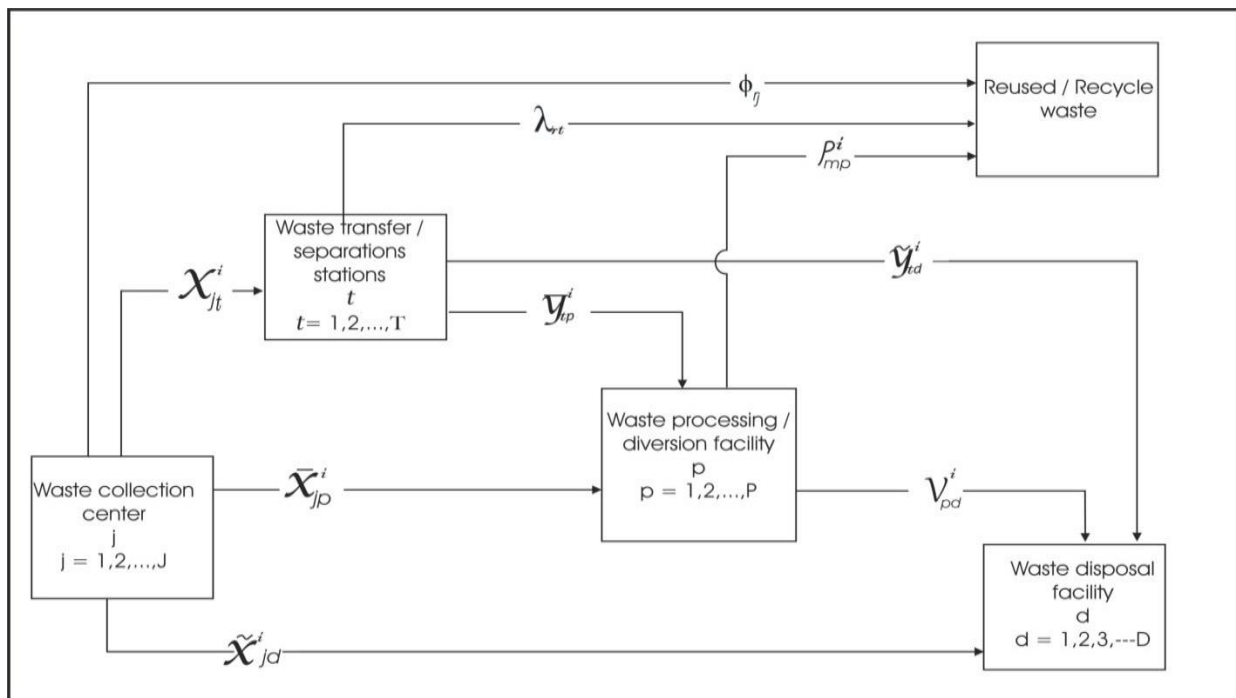 Reused / Recycle
waste
ϕ_rj
λ_rt
P^i_mp
Waste transfer /
separations
stations
t
t= 1,2,...,T
X^i_jt
ỹ^i_td
ȳ^i_tp
Waste processing /
diversion facility
p
p = 1,2,...,P
Waste collection
center
j
j = 1,2,...,J
X̄^i_jp
V^i_pd
Waste disposal
facility
d
d = 1,2,3,---D
X̃^i_jd